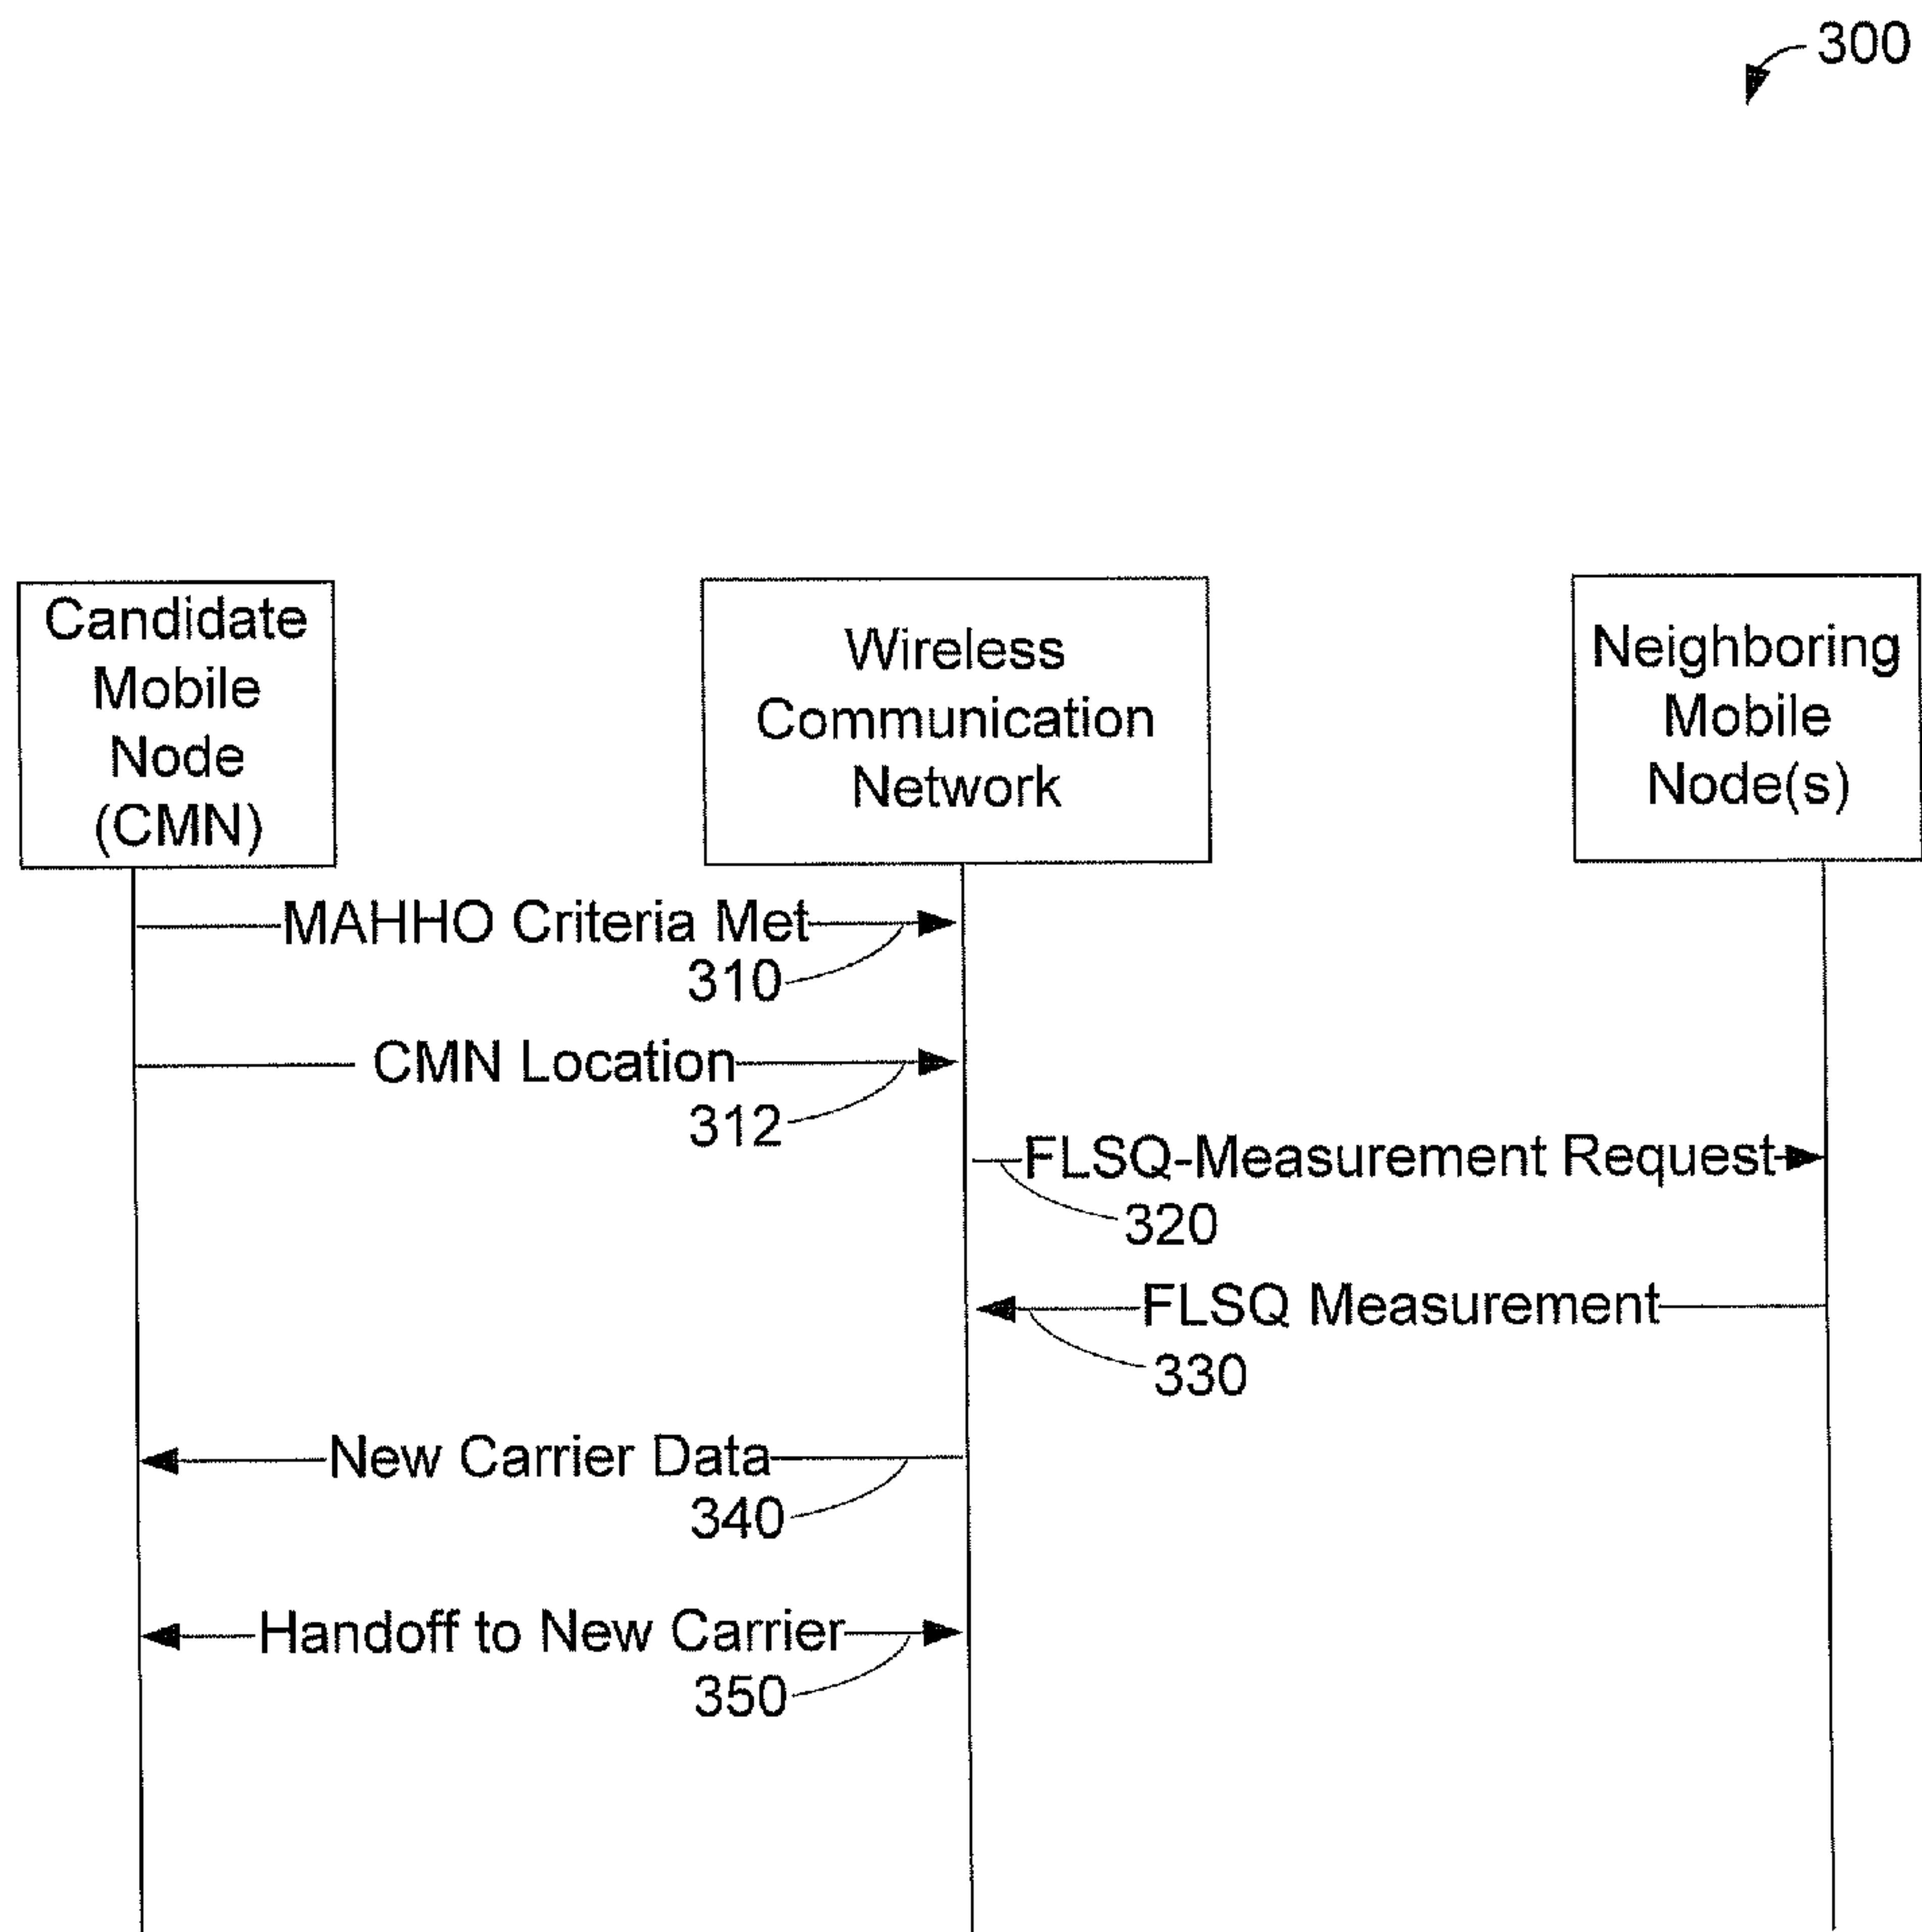 300
Candidate
Mobile
Node
(CMN)
Wireless
Communication
Network
Neighboring
Mobile
Node(s)
MAHHO Criteria Met
310
CMN Location
312
FLSQ-Measurement Request
320
FLSQ Measurement
330
New Carrier Data
340
Handoff to New Carrier
350